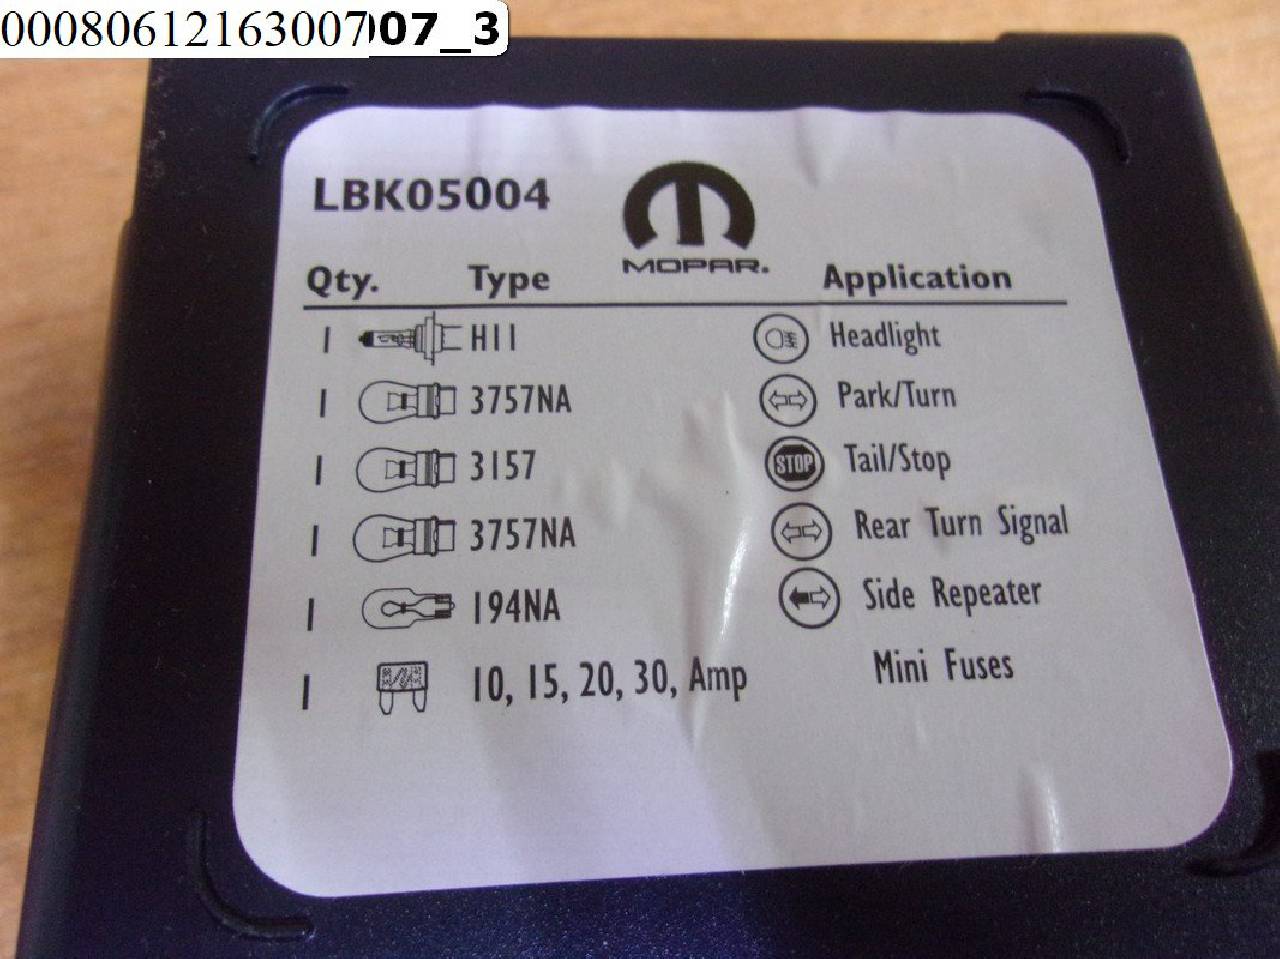 00080612163007007_3
LBK05004
MOPAR.
Qty. Type Application
1 H11 Headlight
1 3757NA Park/Turn
1 3157 STOP Tail/Stop
1 3757NA Rear Turn Signal
1 194NA Side Repeater
1 10, 15, 20, 30, Amp Mini Fuses